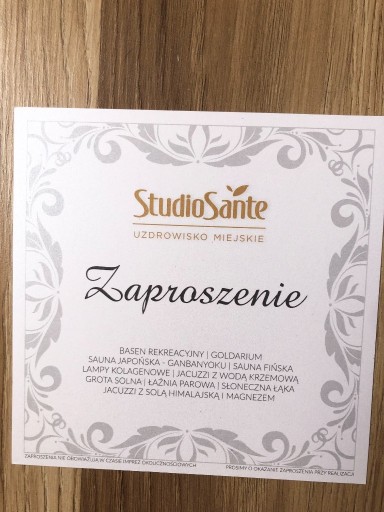 StudioSante
UZDROWISKO MIEJSKIE
Zaproszenie
BASEN REKREACYJNY | GOLDARIUM
SAUNA JAPOŃSKA - GANBANYOKU | SAUNA FIŃSKA
LAMPY KOLAGENOWE | JACUZZI Z WODĄ KRZEMOWĄ
GROTA SOLNA | ŁAŹNIA PAROWA | SŁONECZNA ŁĄKA
JACUZZI Z SOLĄ HIMALAJSKĄ I MAGNEZEM
ZAPROSZENIA NIE OBOWIĄZUJĄ W CZASIE IMPREZ OKOLICZNOŚCIOWYCH
PROSIMY O OKAZANIE ZAPROSZENIA PRZY REALIZACJI